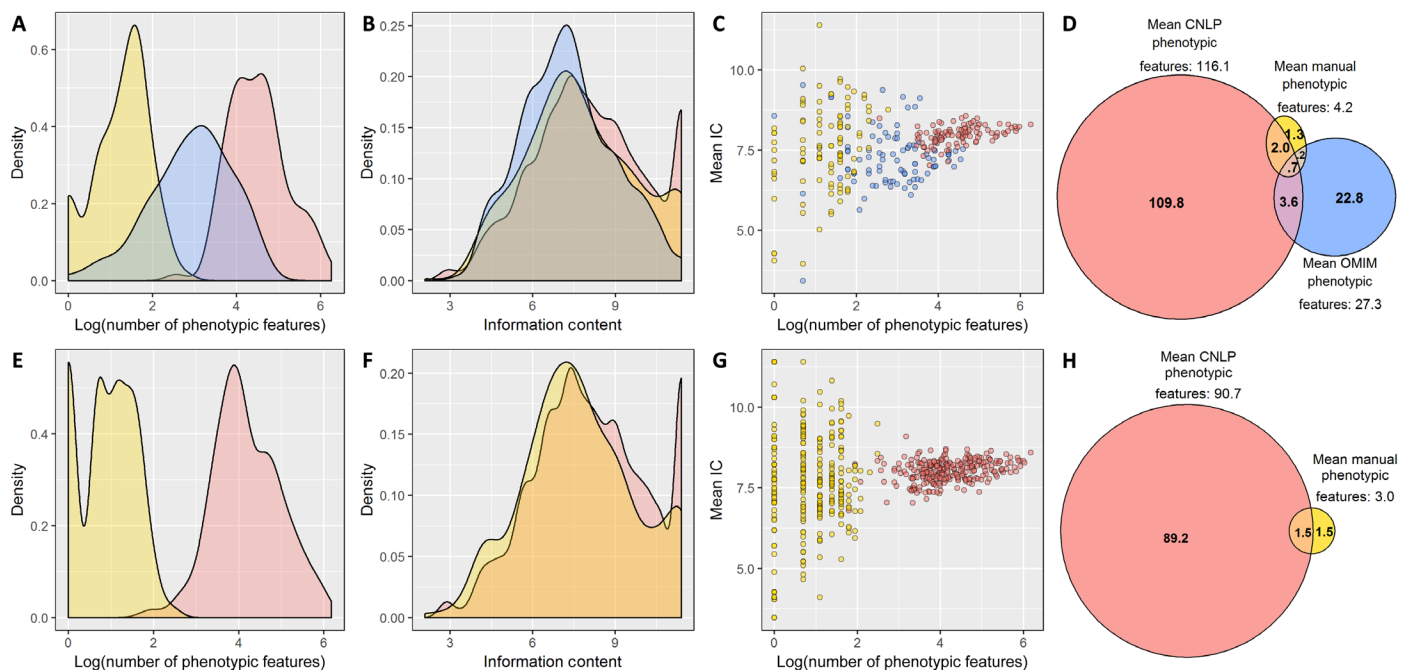 A
Density
0.6
0.4
0.2
0.0
0
2
4
6
Log(number of phenotypic features)
B
Density
0.25
0.20
0.15
0.10
0.05
0.00
3
6
9
Information content
C
Mean IC
10.0
7.5
5.0
0
2
4
6
Log(number of phenotypic features)
D
Mean CNLP
phenotypic
features: 116.1
Mean manual
phenotypic
features: 4.2
1.3
2.0
.2
.7
109.8
3.6
22.8
Mean OMIM
phenotypic
features: 27.3
E
Density
0.4
0.2
0.0
0
2
4
6
Log(number of phenotypic features)
F
Density
0.20
0.15
0.10
0.05
0.00
3
6
9
Information content
G
Mean IC
10.0
7.5
5.0
0
2
4
6
Log(number of phenotypic features)
H
Mean CNLP
phenotypic
features: 90.7
Mean manual
phenotypic
features: 3.0
89.2
1.5
1.5